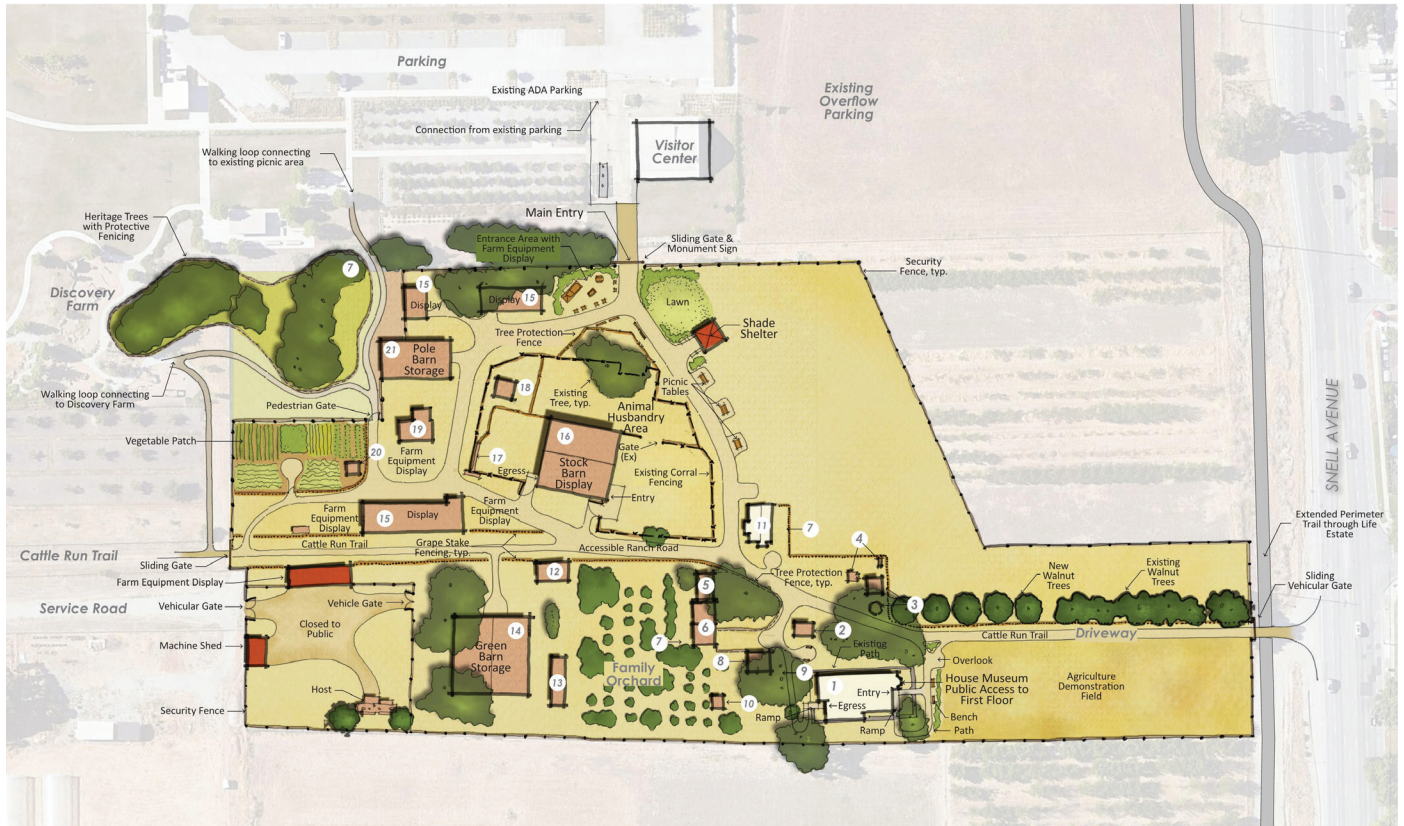 Parking
Existing ADA Parking
Existing
Overflow
Parking
Connection from existing parking
Visitor
Center
Walking loop connecting
to existing picnic area
Main Entry
Heritage Trees
with Protective
Fencing
Entrance Area with
Farm Equipment
Display
Sliding Gate &
Monument Sign
Security
Fence, typ.
7
Discovery
Farm
15
Display
Display
15
Lawn
Shade
Shelter
Tree Protection
Fence
21
Pole
Barn
Storage
Walking loop connecting
to Discovery Farm
18
Existing
Tree, typ.
Picnic
Tables
Pedestrian Gate
Animal
Husbandry
Area
SNELL AVENUE
Vegetable Patch
19
16
Gate
(Ex)
20
Farm
Equipment
Display
17
Egress
Stock
Barn
Display
Existing Corral
Fencing
Entry
Farm
Equipment
Display
15
Display
Farm
Equipment
Display
11
7
Extended Perimeter
Trail through Life
Estate
Cattle Run Trail
Cattle Run Trail
Grape Stake
Fencing, typ.
Accessible Ranch Road
4
Sliding Gate
12
Tree Protection
Fence, typ.
New
Walnut
Trees
Existing
Walnut
Trees
Sliding
Vehicular Gate
Farm Equipment Display
5
Service Road
Vehicular Gate
Vehicle Gate
3
Closed to
Public
14
6
2
Cattle Run Trail
Driveway
Machine Shed
Green
Barn
Storage
7
Existing
Path
8
9
Overlook
Family
Orchard
House Museum
Public Access to
First Floor
Agriculture
Demonstration
Field
13
1
Entry
Host
10
Egress
Security Fence
Ramp
Bench
Ramp
Path